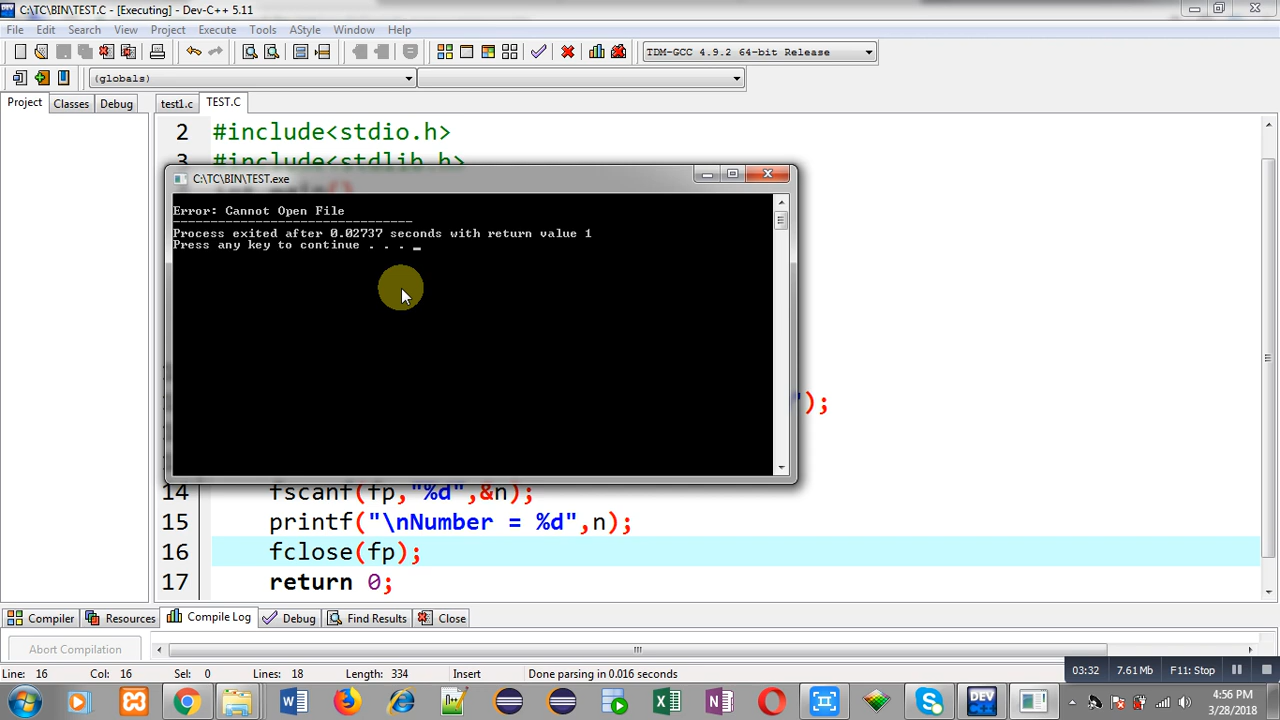 C:\TC\BIN\TEST.C - [Executing] - Dev-C++ 5.11
File Edit Search View Project Execute Tools AStyle Window Help
TDM-GCC 4.9.2 64-bit Release
(globals)
Project Classes Debug test1.c TEST.C
2 #include<stdio.h>
3 #include<stdlib.h>
int main()
C:\TC\BIN\TEST.exe
Error: Cannot Open File
--------------------------------
Process exited after 0.02737 seconds with return value 1
Press any key to continue . . . _
");
14 fscanf(fp,"%d",&n);
15 printf("\nNumber = %d",n);
16 fclose(fp);
17 return 0;
Compiler Resources Compile Log Debug Find Results Close
Abort Compilation
Line: 16 Col: 16 Sel: 0 Lines: 18 Length: 334 Insert Done parsing in 0.016 seconds
03:32 7.61 Mb F11: Stop
4:56 PM
3/28/2018